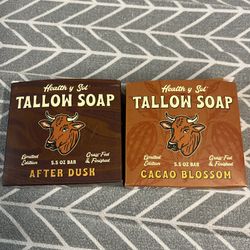 Health y Sol
TALLOW SOAP
Limited
Edition
Grass Fed
& Finished
5.5 OZ BAR
AFTER DUSK
Health y Sol
TALLOW SOAP
Limited
Edition
Grass Fed
& Finished
5.5 OZ BAR
CACAO BLOSSOM